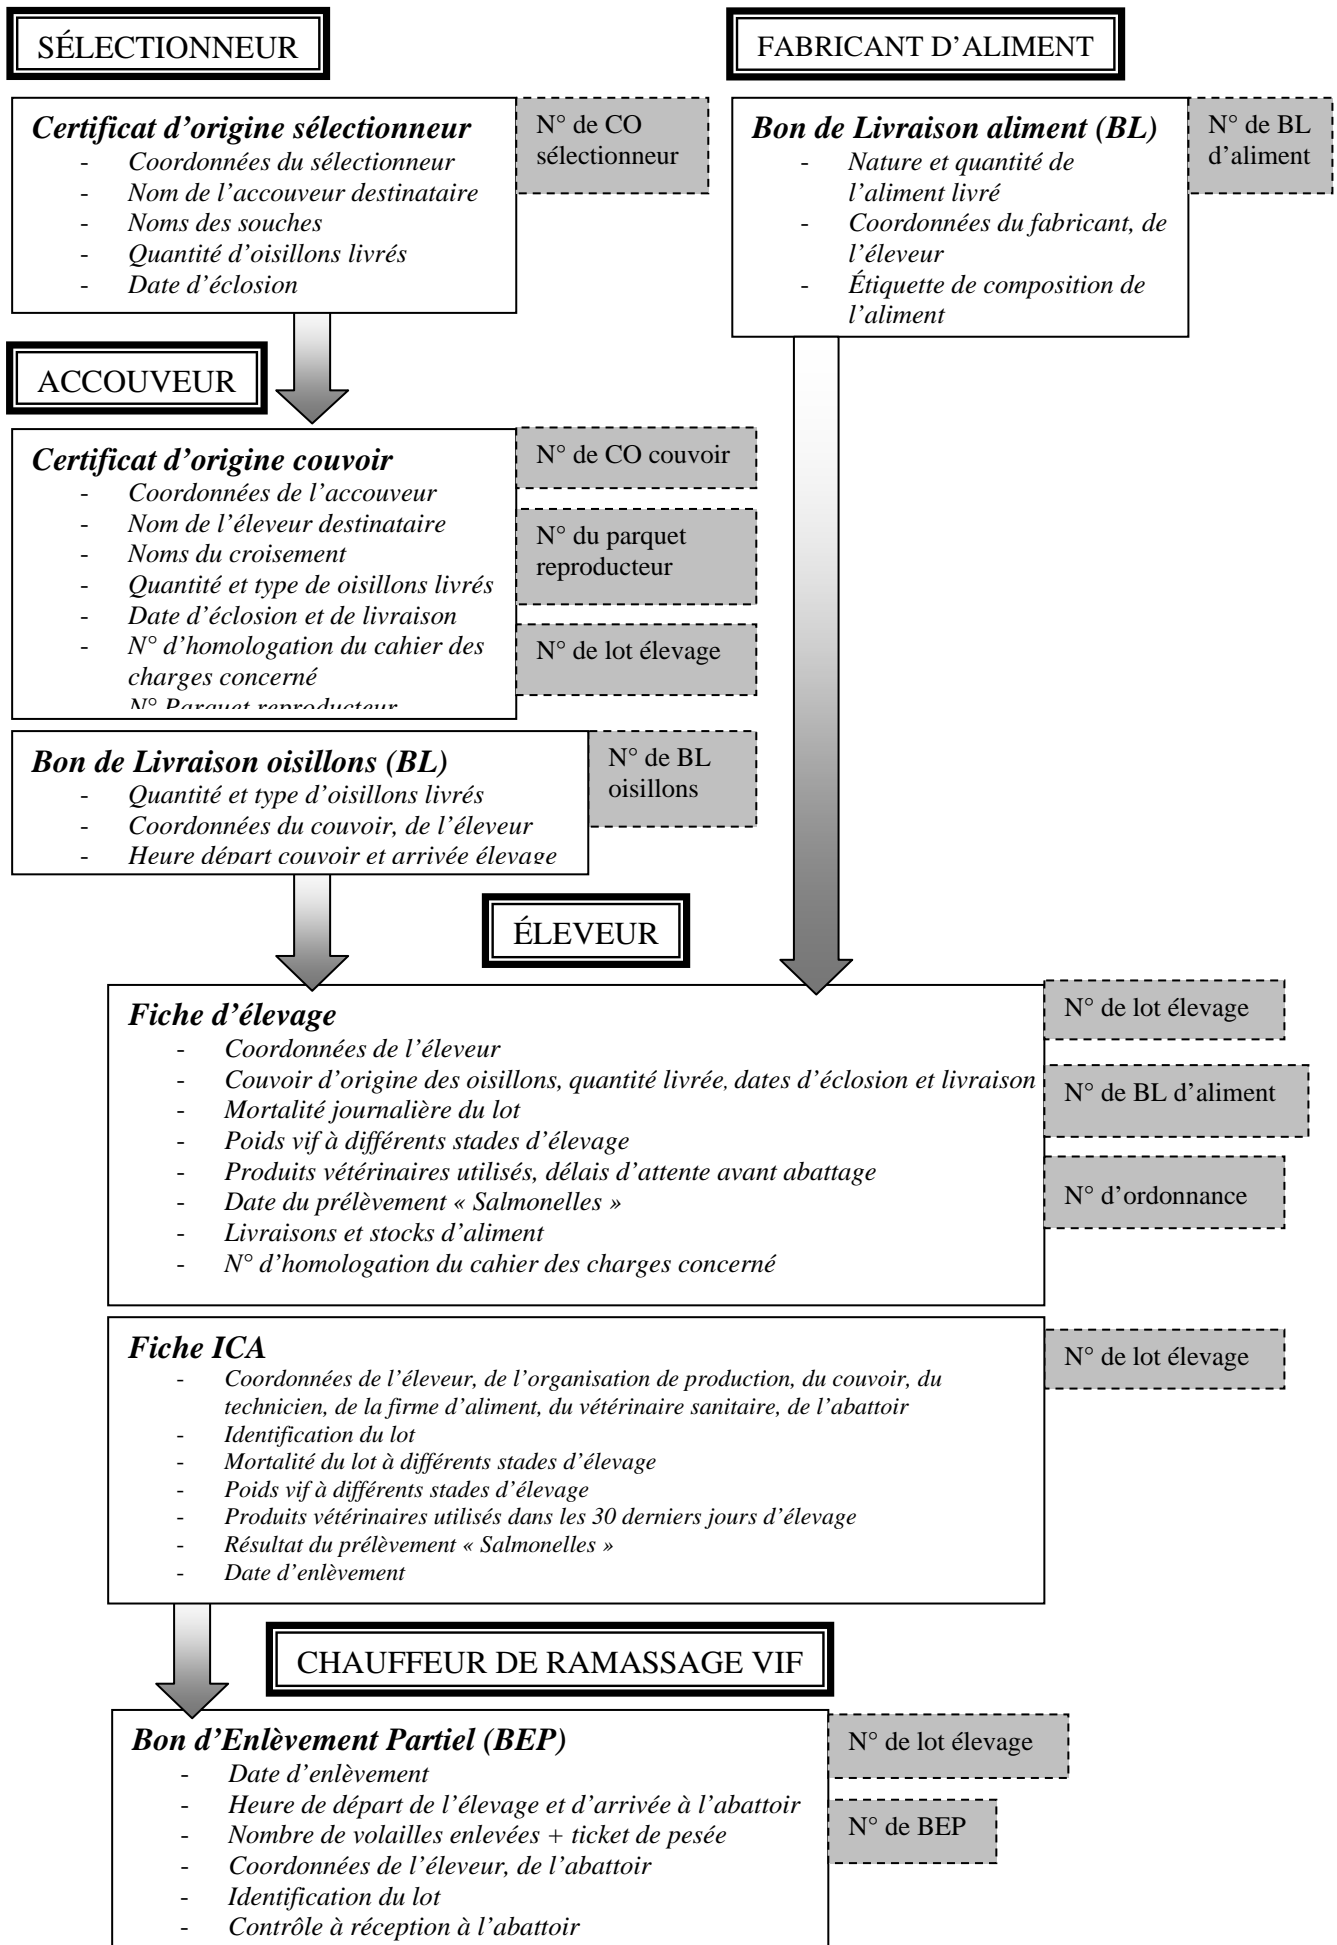 SÉLECTIONNEUR
Certificat d'origine sélectionneur
- Coordonnées du sélectionneur
- Nom de l'accouveur destinataire
- Noms des souches
- Quantité d'oisillons livrés
- Date d'éclosion
N° de CO
sélectionneur
FABRICANT D'ALIMENT
Bon de Livraison aliment (BL)
- Nature et quantité de
l'aliment livré
- Coordonnées du fabricant, de
l'éleveur
- Étiquette de composition de
l'aliment
N° de BL
d'aliment
ACCOUVEUR
Certificat d'origine couvoir
- Coordonnées de l'accouveur
- Nom de l'éleveur destinataire
- Noms du croisement
- Quantité et type de oisillons livrés
- Date d'éclosion et de livraison
- N° d'homologation du cahier des
charges concerné
N° Parquet reproducteur
N° de CO couvoir
N° du parquet
reproducteur
N° de lot élevage
Bon de Livraison oisillons (BL)
- Quantité et type d'oisillons livrés
- Coordonnées du couvoir, de l'éleveur
- Heure départ couvoir et arrivée élevage
N° de BL
oisillons
ÉLEVEUR
Fiche d'élevage
- Coordonnées de l'éleveur
- Couvoir d'origine des oisillons, quantité livrée, dates d'éclosion et livraison
- Mortalité journalière du lot
- Poids vif à différents stades d'élevage
- Produits vétérinaires utilisés, délais d'attente avant abattage
- Date du prélèvement « Salmonelles »
- Livraisons et stocks d'aliment
- N° d'homologation du cahier des charges concerné
N° de lot élevage
N° de BL d'aliment
N° d'ordonnance
Fiche ICA
- Coordonnées de l'éleveur, de l'organisation de production, du couvoir, du
technicien, de la firme d'aliment, du vétérinaire sanitaire, de l'abattoir
- Identification du lot
- Mortalité du lot à différents stades d'élevage
- Poids vif à différents stades d'élevage
- Produits vétérinaires utilisés dans les 30 derniers jours d'élevage
- Résultat du prélèvement « Salmonelles »
- Date d'enlèvement
N° de lot élevage
CHAUFFEUR DE RAMASSAGE VIF
Bon d'Enlèvement Partiel (BEP)
- Date d'enlèvement
- Heure de départ de l'élevage et d'arrivée à l'abattoir
- Nombre de volailles enlevées + ticket de pesée
- Coordonnées de l'éleveur, de l'abattoir
- Identification du lot
- Contrôle à réception à l'abattoir
N° de lot élevage
N° de BEP